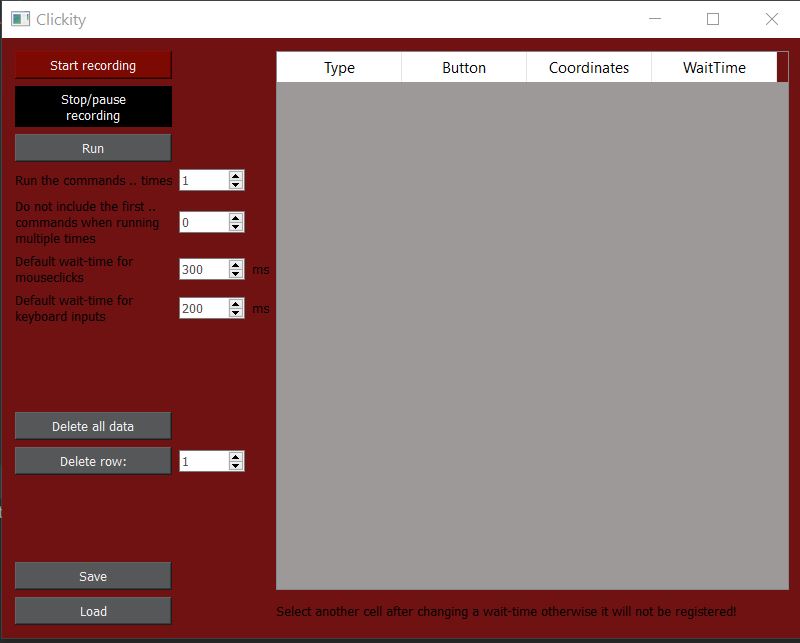 Clickity
Start recording
Stop/pause
recording
Run
Run the commands .. times
1
Do not include the first ..
commands when running
multiple times
0
Default wait-time for
mouseclicks
300
ms
Default wait-time for
keyboard inputs
200
ms
Delete all data
Delete row:
1
Save
Load
Type
Button
Coordinates
WaitTime
Select another cell after changing a wait-time otherwise it will not be registered!